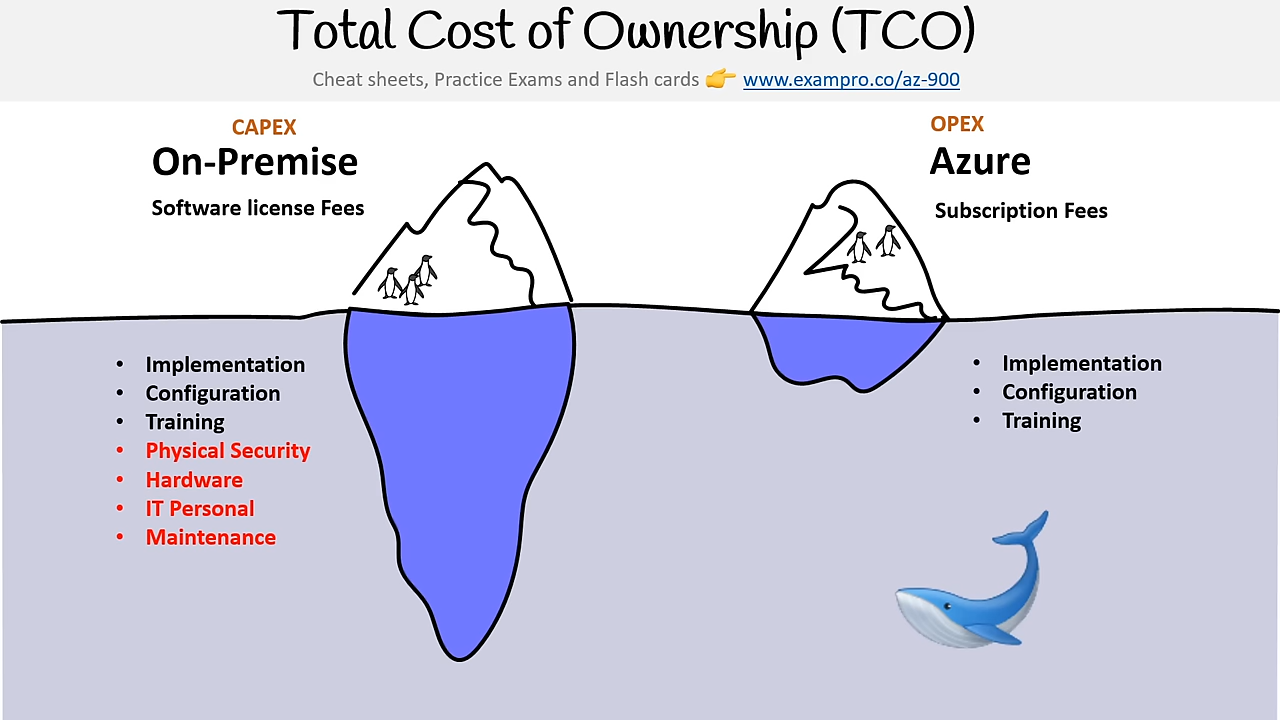 Total Cost of Ownership (TCO)
Cheat sheets, Practice Exams and Flash cards 👉 www.exampro.co/az-900
CAPEX
On-Premise
Software license Fees
OPEX
Azure
Subscription Fees
• Implementation
• Configuration
• Training
• Physical Security
• Hardware
• IT Personal
• Maintenance
• Implementation
• Configuration
• Training